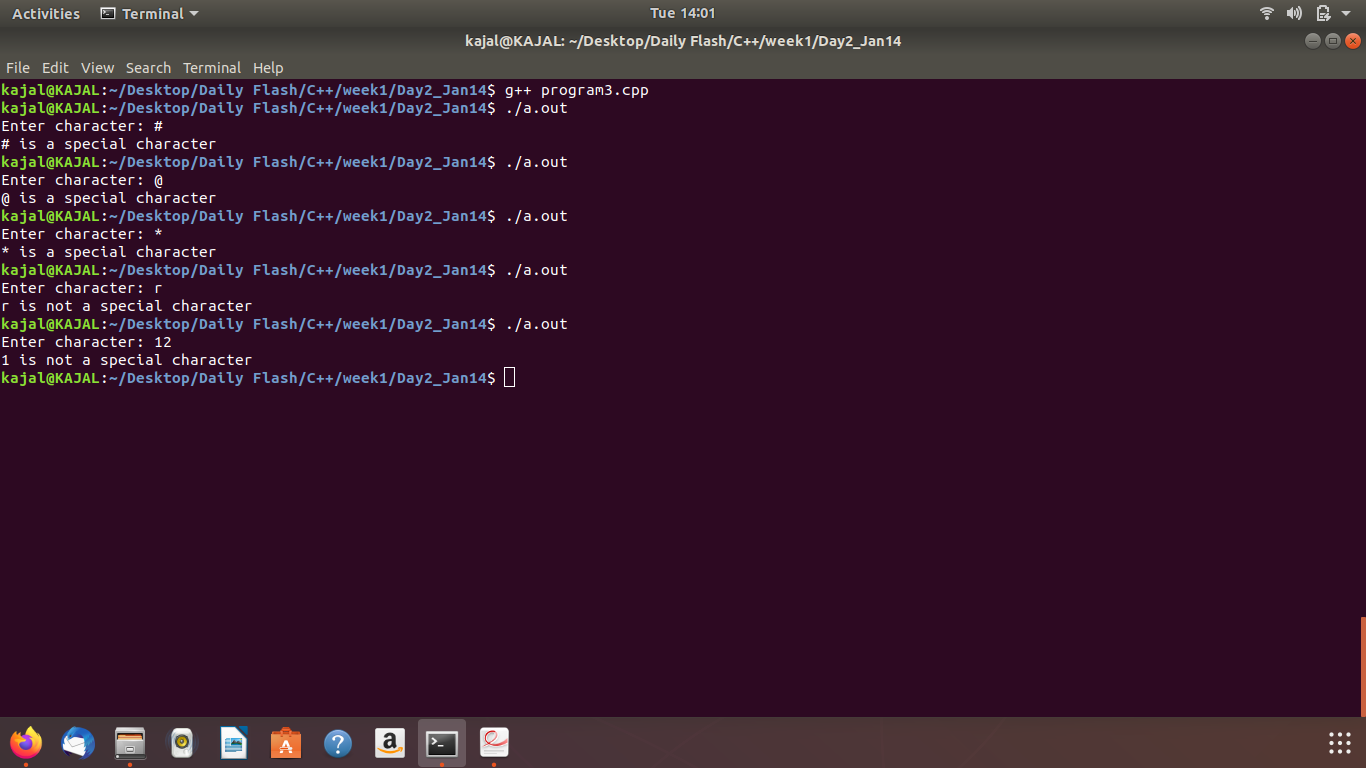 Activities Terminal Tue 14:01
kajal@KAJAL: ~/Desktop/Daily Flash/C++/week1/Day2_Jan14
File Edit View Search Terminal Help
kajal@KAJAL:~/Desktop/Daily Flash/C++/week1/Day2_Jan14$ g++ program3.cpp
kajal@KAJAL:~/Desktop/Daily Flash/C++/week1/Day2_Jan14$ ./a.out
Enter character: #
# is a special character
kajal@KAJAL:~/Desktop/Daily Flash/C++/week1/Day2_Jan14$ ./a.out
Enter character: @
@ is a special character
kajal@KAJAL:~/Desktop/Daily Flash/C++/week1/Day2_Jan14$ ./a.out
Enter character: *
* is a special character
kajal@KAJAL:~/Desktop/Daily Flash/C++/week1/Day2_Jan14$ ./a.out
Enter character: r
r is not a special character
kajal@KAJAL:~/Desktop/Daily Flash/C++/week1/Day2_Jan14$ ./a.out
Enter character: 12
1 is not a special character
kajal@KAJAL:~/Desktop/Daily Flash/C++/week1/Day2_Jan14$